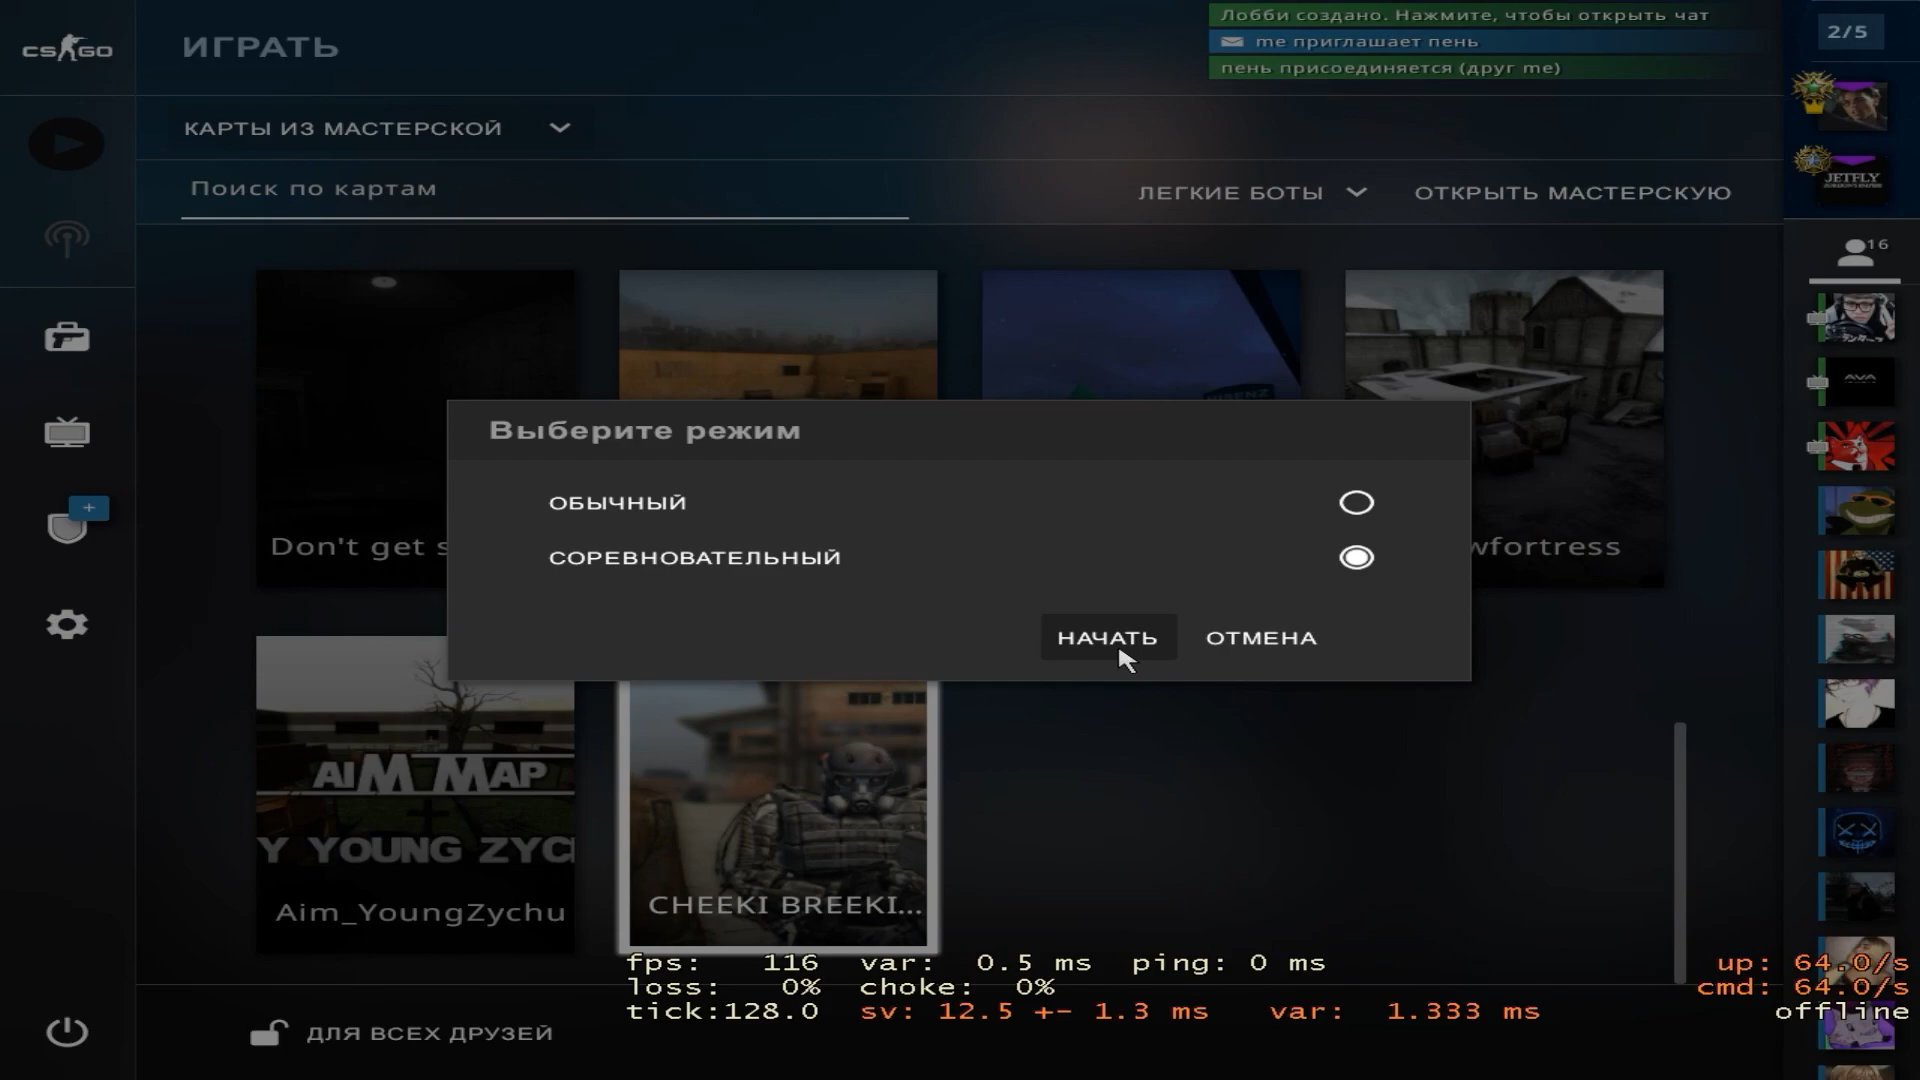 CS GO
ИГРАТЬ
Лобби создано. Нажмите, чтобы открыть чат
me приглашает пень
пень присоединяется (друг me)
2/5
КАРТЫ ИЗ МАСТЕРСКОЙ
Поиск по картам
ЛЕГКИЕ БОТЫ
ОТКРЫТЬ МАСТЕРСКУЮ
JETFLY
16
AVA
Выберите режим
ОБЫЧНЫЙ
СОРЕВНОВАТЕЛЬНЫЙ
НАЧАТЬ
ОТМЕНА
Don't get s
wfortress
+
AIM MAP
Y YOUNG ZYC
Aim_YoungZychu
CHEEKI BREEKI...
fps: 116 var: 0.5 ms ping: 0 ms
loss: 0% choke: 0%
tick:128.0 sv: 12.5 +- 1.3 ms var: 1.333 ms
up: 64.0/s
cmd: 64.0/s
offline
ДЛЯ ВСЕХ ДРУЗЕЙ